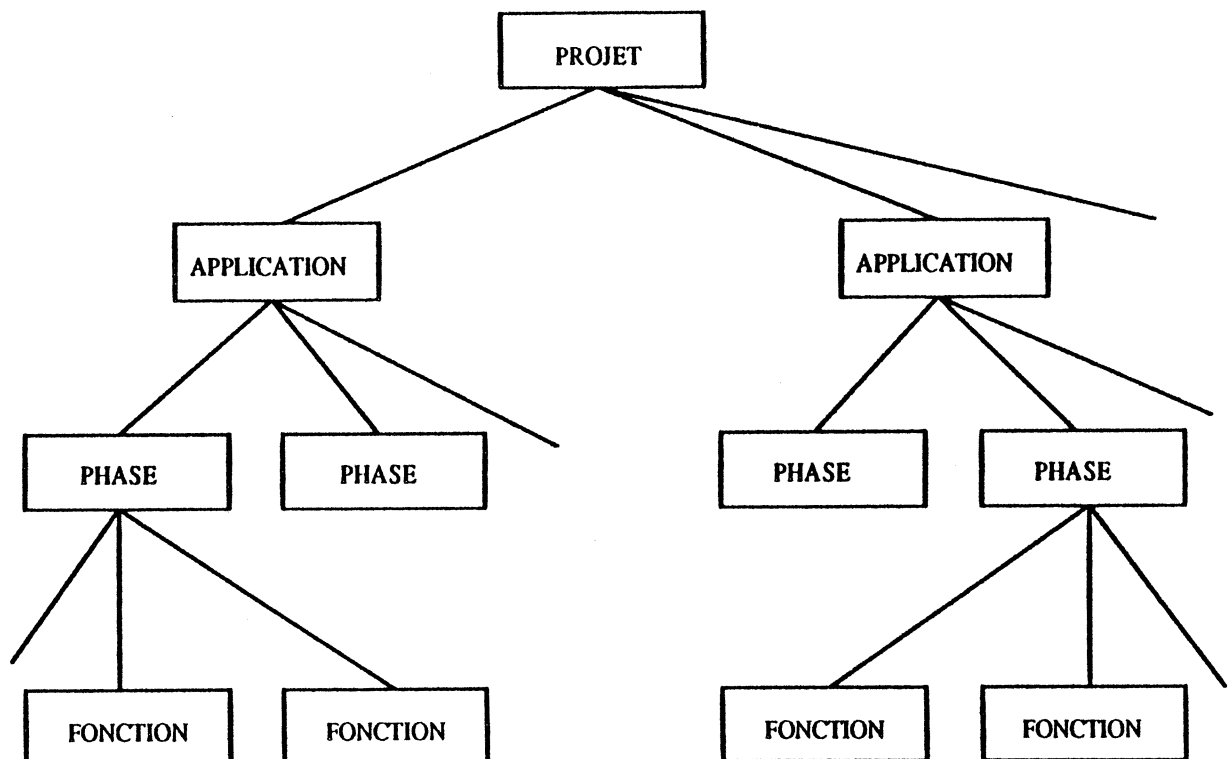 PROJET
APPLICATION
APPLICATION
PHASE
PHASE
PHASE
PHASE
FONCTION
FONCTION
FONCTION
FONCTION